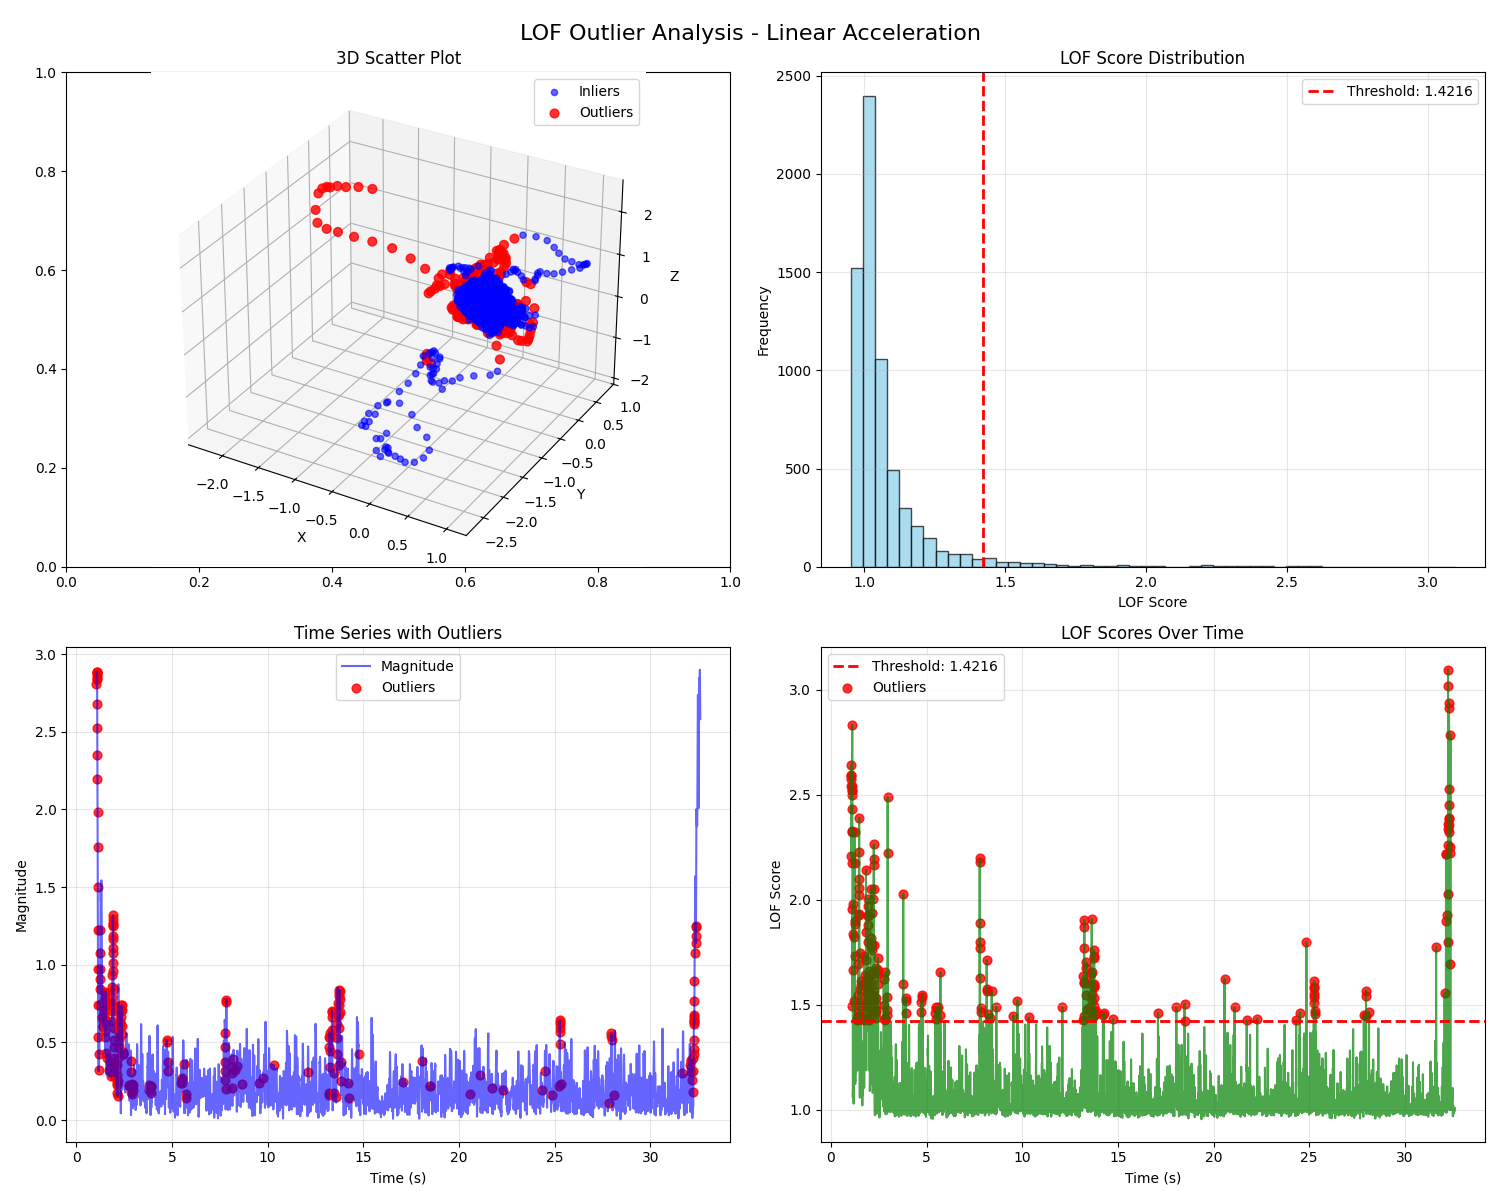 LOF Outlier Analysis - Linear Acceleration
3D Scatter Plot
Inliers
Outliers
1.0
0.8
0.6
0.4
0.2
0.0
0.0 0.2 0.4 0.6 0.8 1.0
2
1
0
−1
−2
Z
1.0
0.5
0.0
−0.5
−1.0
−1.5
−2.0
−2.5
Y
−2.0
−1.5
−1.0
−0.5
0.0
0.5
1.0
X
LOF Score Distribution
Threshold: 1.4216
2500
2000
1500
1000
500
0
Frequency
1.0 1.5 2.0 2.5 3.0
LOF Score
Time Series with Outliers
Magnitude
Outliers
3.0
2.5
2.0
1.5
1.0
0.5
0.0
Magnitude
0 5 10 15 20 25 30
Time (s)
LOF Scores Over Time
Threshold: 1.4216
Outliers
3.0
2.5
2.0
1.5
1.0
LOF Score
0 5 10 15 20 25 30
Time (s)